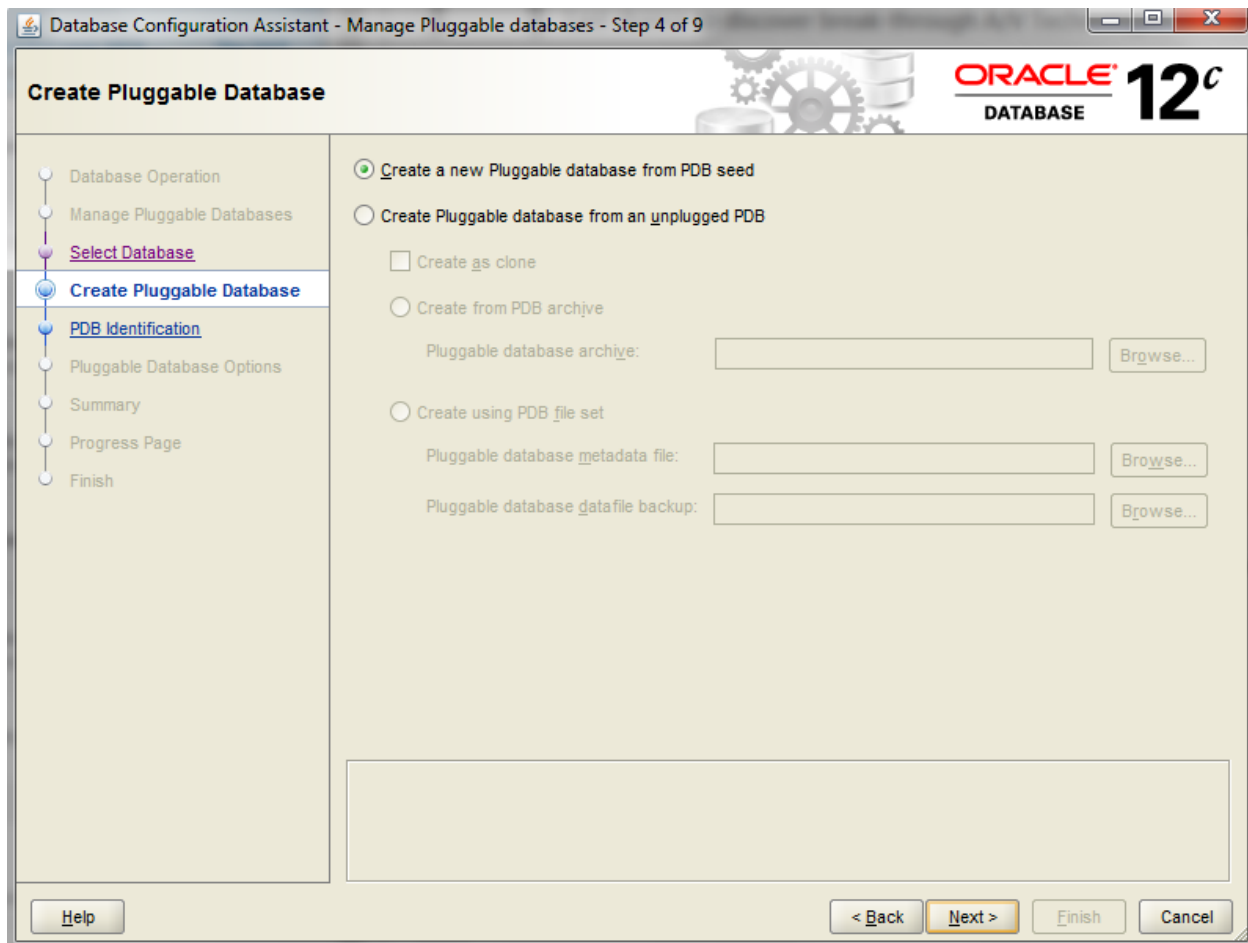 Database Configuration Assistant - Manage Pluggable databases - Step 4 of 9
Create Pluggable Database
ORACLE
DATABASE
12c
Database Operation
Manage Pluggable Databases
Select Database
Create Pluggable Database
PDB Identification
Pluggable Database Options
Summary
Progress Page
Finish
Create a new Pluggable database from PDB seed
Create Pluggable database from an unplugged PDB
Create as clone
Create from PDB archive
Pluggable database archive:
Browse...
Create using PDB file set
Pluggable database metadata file:
Browse...
Pluggable database datafile backup:
Browse...
Help
< Back
Next >
Finish
Cancel